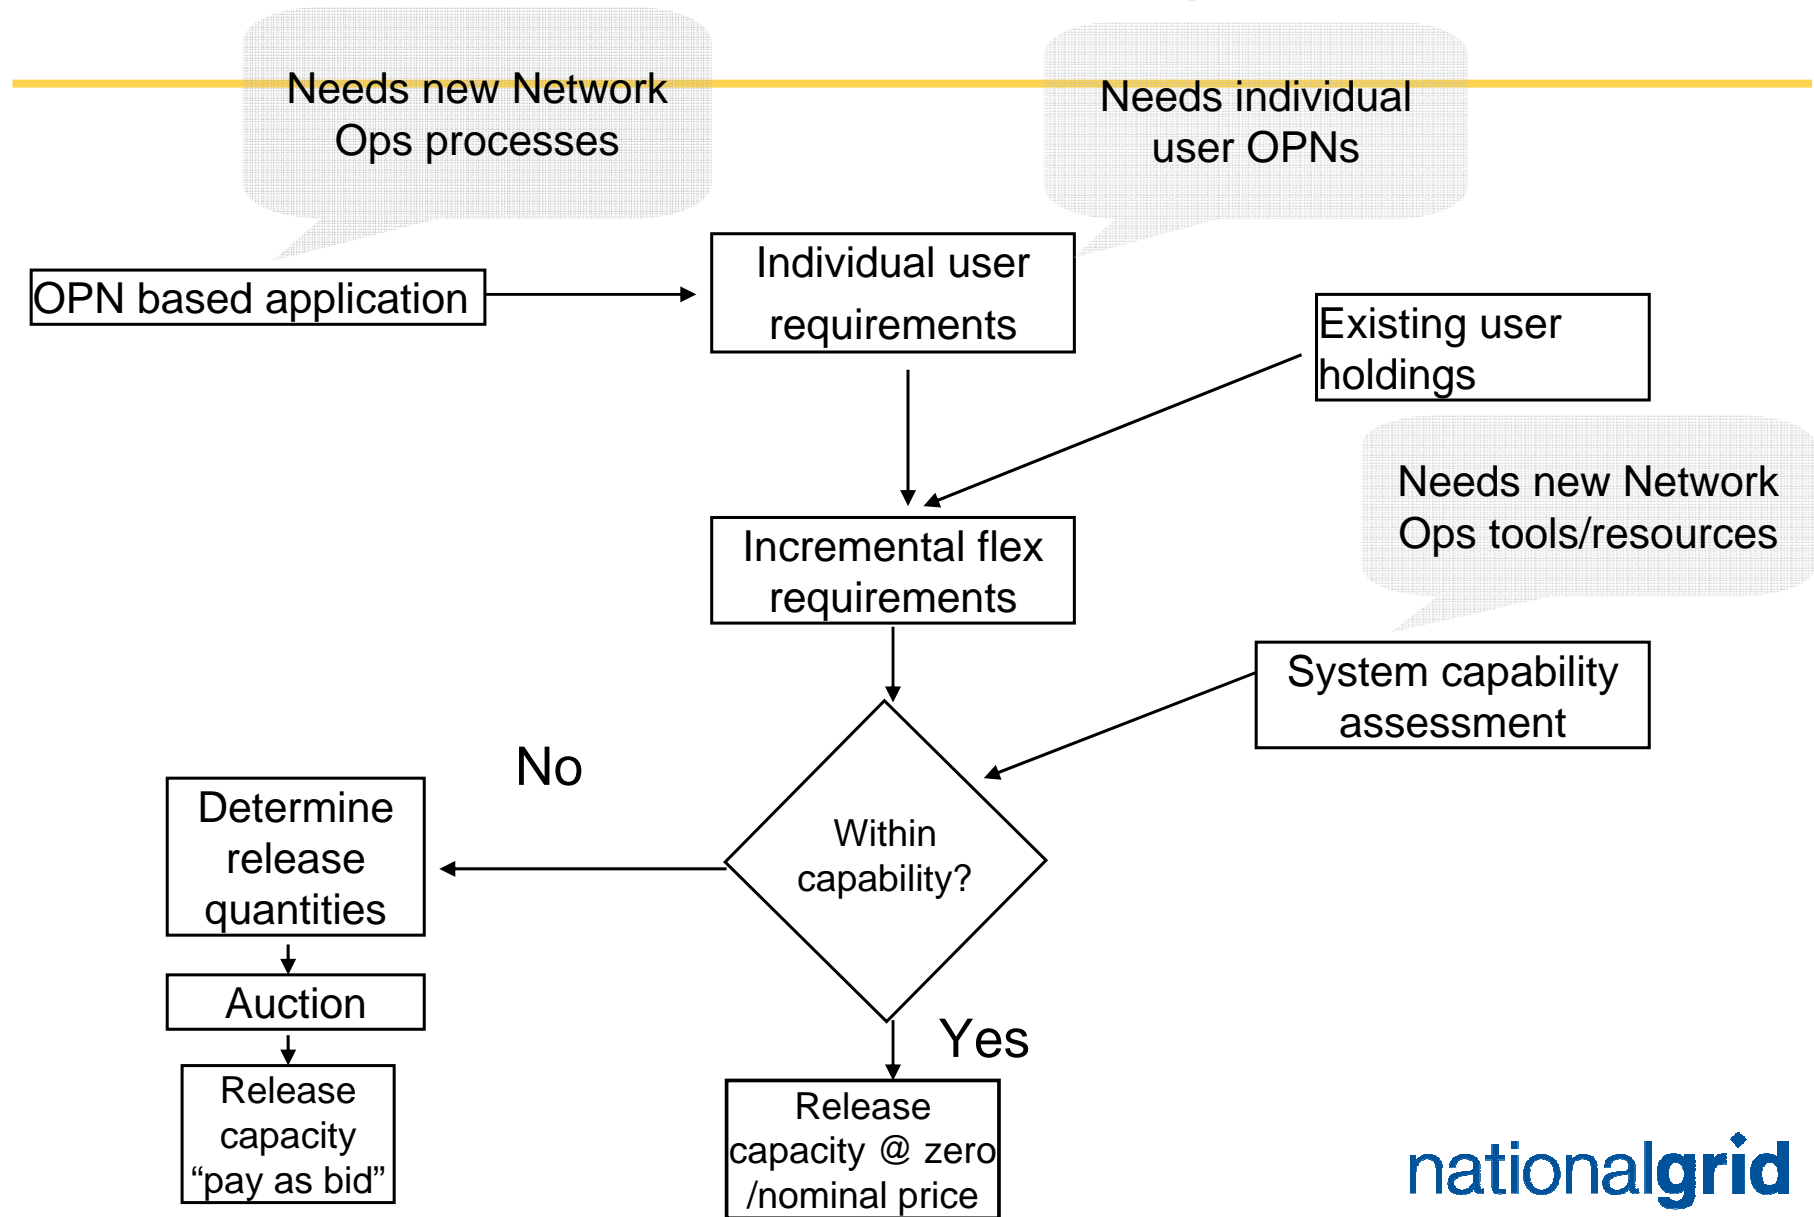 Needs new Network
Ops processes
Needs individual
user OPNs
OPN based application
Individual user
requirements
Existing user
holdings
Needs new Network
Ops tools/resources
Incremental flex
requirements
System capability
assessment
No
Determine
release
quantities
Within
capability?
Auction
Yes
Release
capacity
“pay as bid”
Release
capacity @ zero
/nominal price
nationalgrid